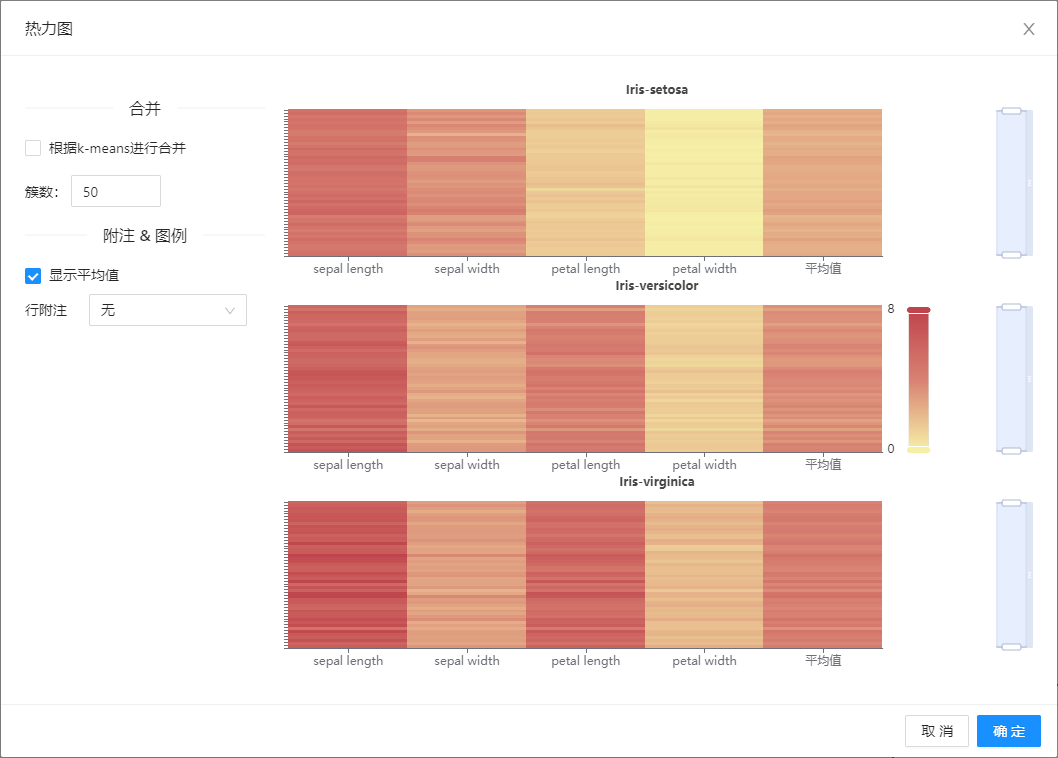 热力图
合并
根据k-means进行合并
簇数:
50
附注 & 图例
显示平均值
行附注
无
Iris-setosa
sepal length
sepal width
petal length
petal width
平均值
Iris-versicolor
8
0
sepal length
sepal width
petal length
petal width
平均值
Iris-virginica
sepal length
sepal width
petal length
petal width
平均值
取 消
确 定